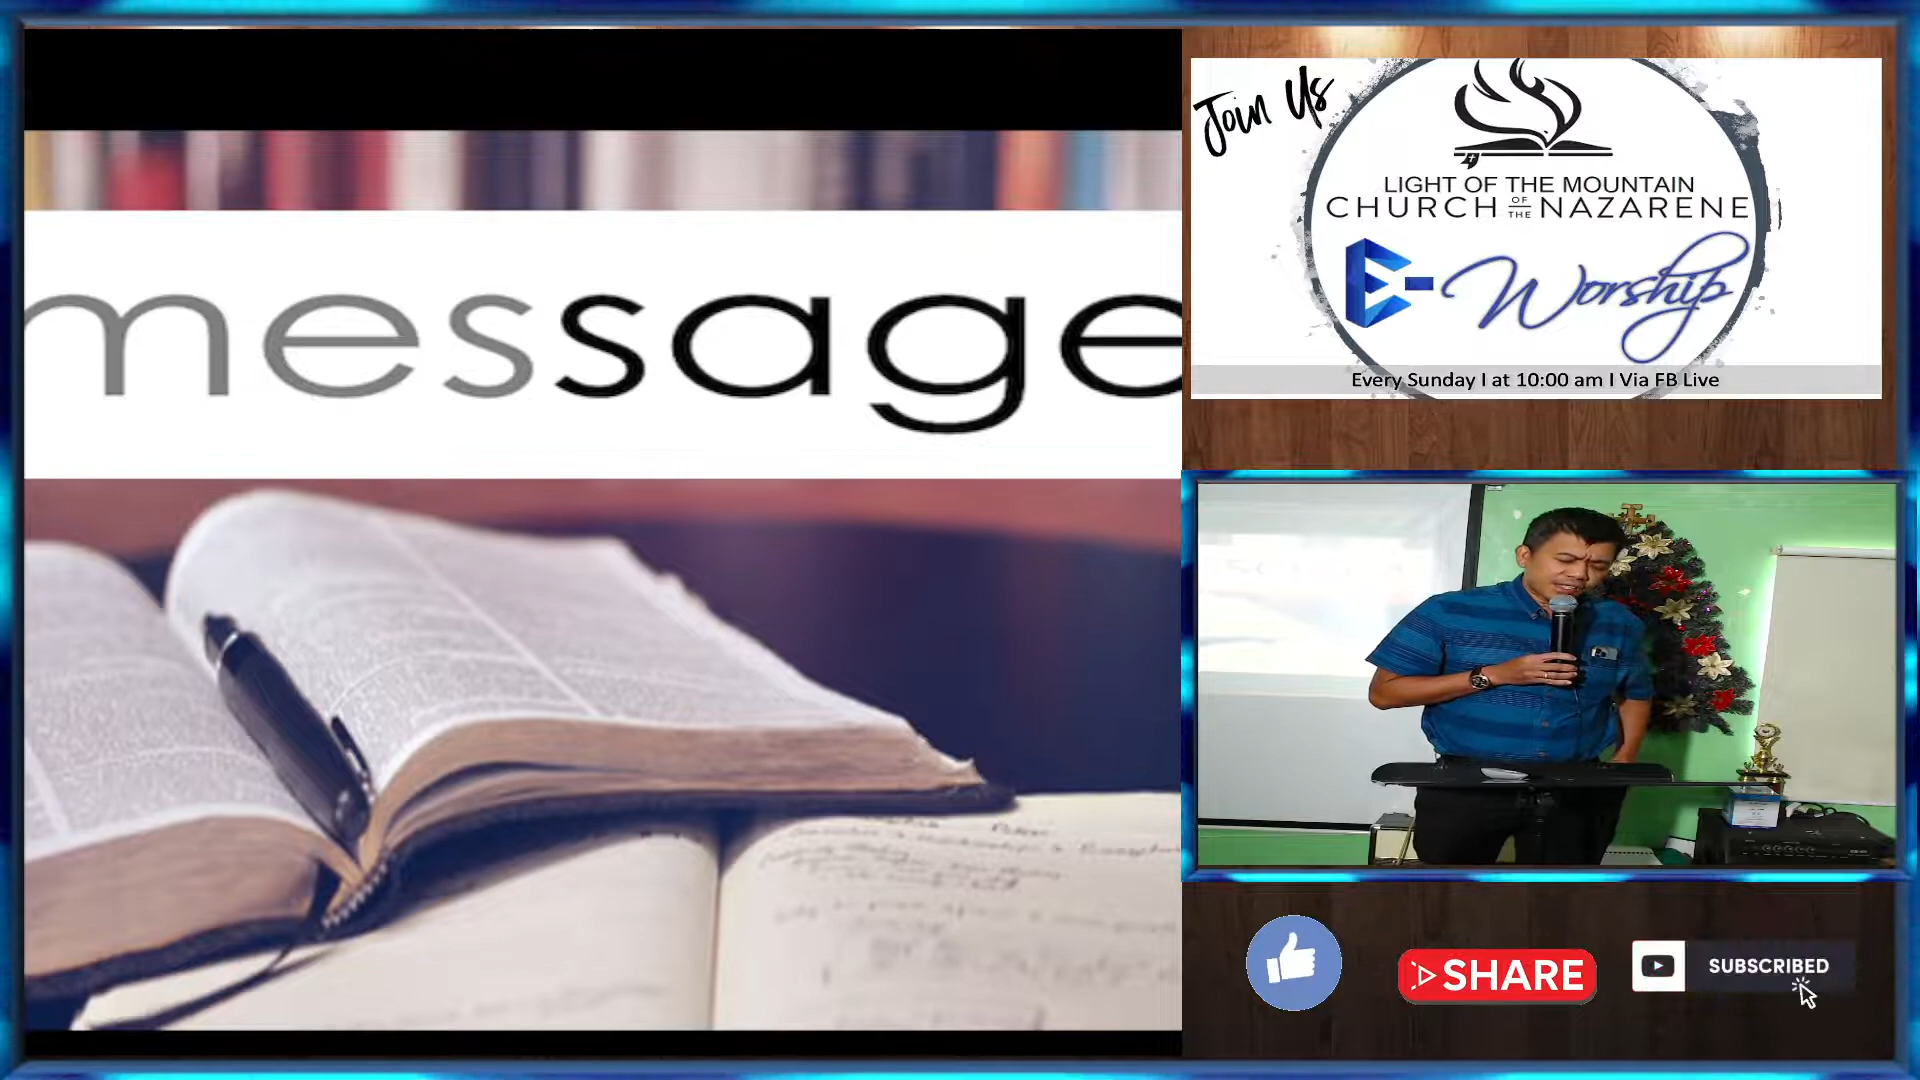 message
Join Us
LIGHT OF THE MOUNTAIN
CHURCH OF THE NAZARENE
E-Worship
Every Sunday I at 10:00 am I Via FB Live
SHARE
SUBSCRIBED